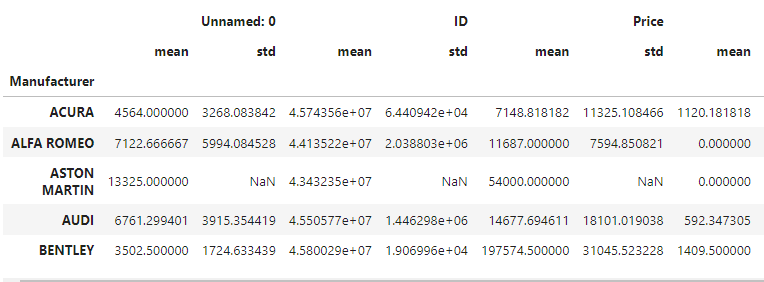 Unnamed: 0 ID Price
mean std mean std mean std mean
Manufacturer
ACURA 4564.000000 3268.083842 4.574356e+07 6.440942e+04 7148.818182 11325.108466 1120.181818
ALFA ROMEO 7122.666667 5994.084528 4.413522e+07 2.038803e+06 11687.000000 7594.850821 0.000000
ASTON
MARTIN 13325.000000 NaN 4.343235e+07 NaN 54000.000000 NaN 0.000000
AUDI 6761.299401 3915.354419 4.550577e+07 1.446298e+06 14677.694611 18101.019038 592.347305
BENTLEY 3502.500000 1724.633439 4.580029e+07 1.906996e+04 197574.500000 31045.523228 1409.500000